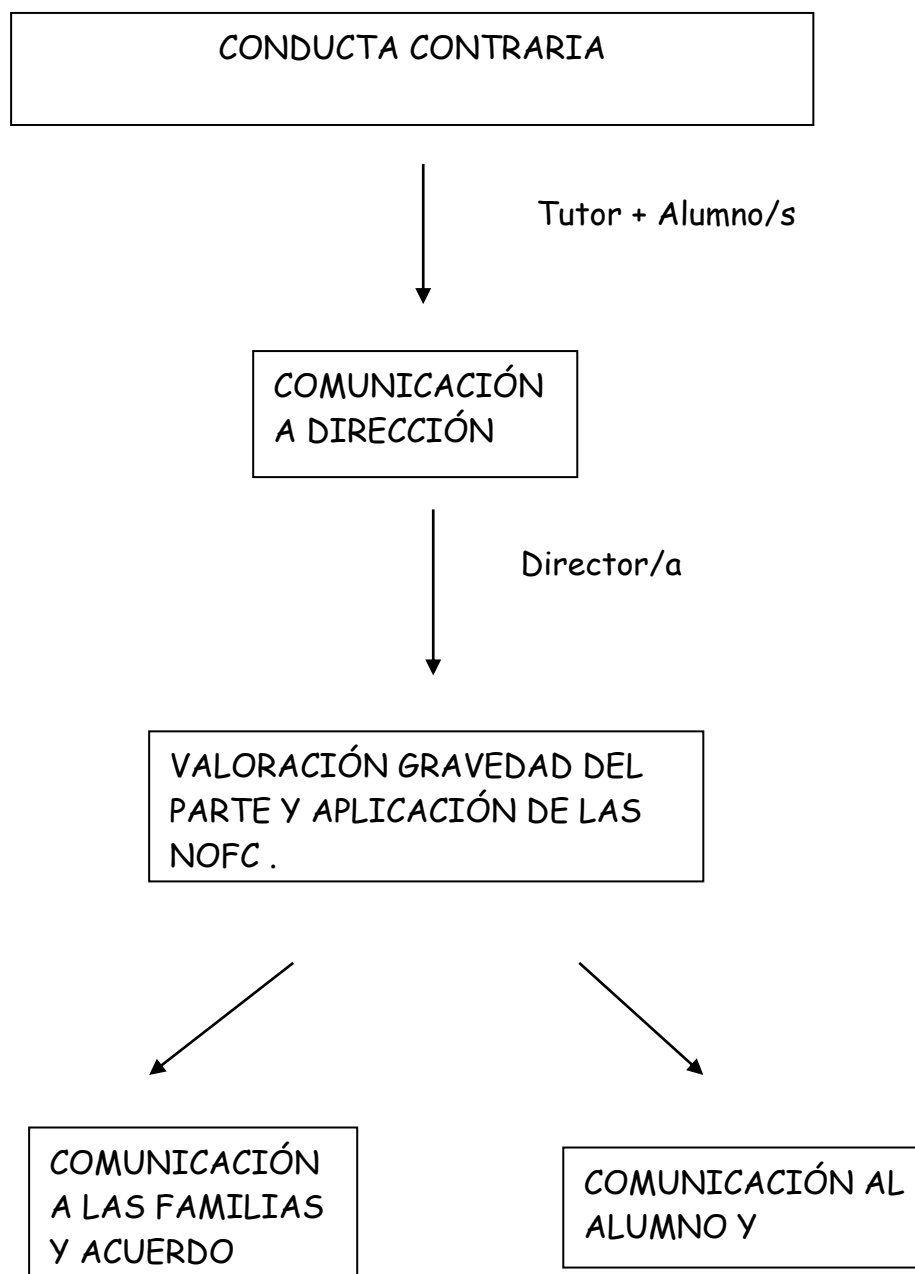 CONDUCTA CONTRARIA
Tutor + Alumno/s
COMUNICACIÓN
A DIRECCIÓN
Director/a
VALORACIÓN GRAVEDAD DEL
PARTE Y APLICACIÓN DE LAS
NOFC .
COMUNICACIÓN
A LAS FAMILIAS
Y ACUERDO
COMUNICACIÓN AL
ALUMNO Y